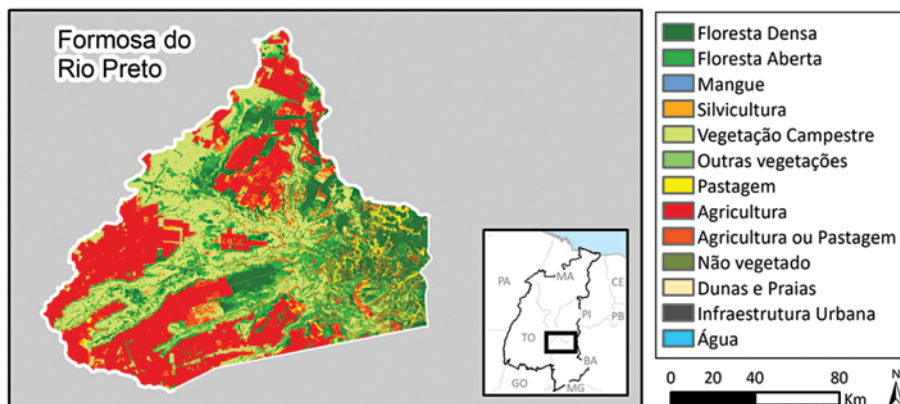 Formosa do
Rio Preto
PA
MA
CE
PI
PB
TO
BA
GO
MG
Floresta Densa
Floresta Aberta
Mangue
Silvicultura
Vegetação Campestre
Outras vegetações
Pastagem
Agricultura
Agricultura ou Pastagem
Não vegetado
Dunas e Praias
Infraestrutura Urbana
Água
0 20 40 80
Km
N